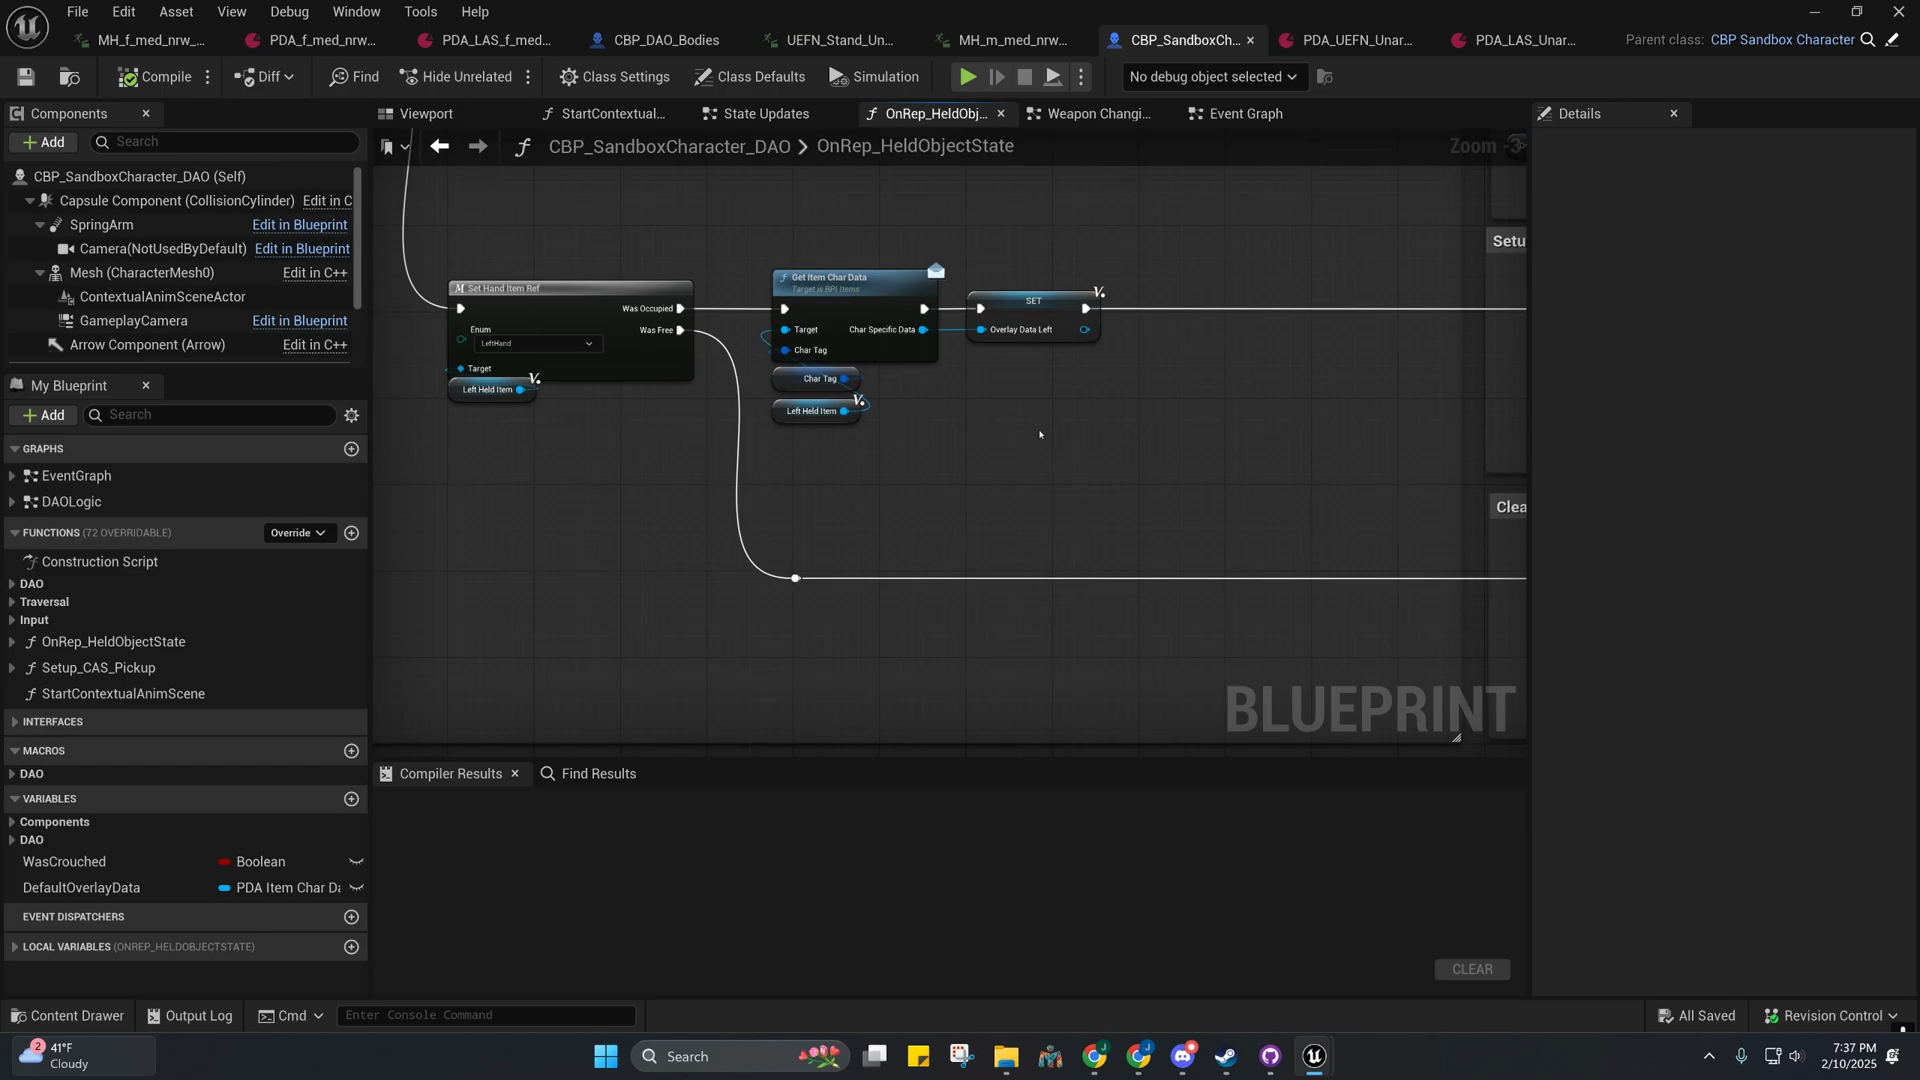 File Edit Asset View Debug Window Tools Help
MH_f_med_nrw_... PDA_f_med_nrw... PDA_LAS_f_med... CBP_DAO_Bodies UEFN_Stand_Un... MH_m_med_nrw... CBP_SandboxCh... PDA_UEFN_Unar... PDA_LAS_Unar... Parent class: CBP Sandbox Character
Compile Diff Find Hide Unrelated Class Settings Class Defaults Simulation No debug object selected
Components Viewport StartContextual... State Updates OnRep_HeldObj... Weapon Changi... Event Graph Details
Add Search
CBP_SandboxCharacter_DAO OnRep_HeldObjectState Zoom -3
CBP_SandboxCharacter_DAO (Self)
Capsule Component (CollisionCylinder) Edit in C
SpringArm Edit in Blueprint
Camera(NotUsedByDefault) Edit in Blueprint
Mesh (CharacterMesh0) Edit in C++
ContextualAnimSceneActor
GameplayCamera Edit in Blueprint
Arrow Component (Arrow) Edit in C++
My Blueprint
Add Search
GRAPHS
EventGraph
DAOLogic
FUNCTIONS (72 OVERRIDABLE) Override
Construction Script
DAO
Traversal
Input
OnRep_HeldObjectState
Setup_CAS_Pickup
StartContextualAnimScene
INTERFACES
MACROS
DAO
VARIABLES
Components
DAO
WasCrouched Boolean
DefaultOverlayData PDA Item Char Da
EVENT DISPATCHERS
LOCAL VARIABLES (ONREP_HELDOBJECTSTATE)
Set Hand Item Ref
Was Occupied
Enum
LeftHand
Was Free
Target
Left Held Item
Get Item Char Data
Target is BPI Items
Target Char Specific Data
Char Tag
Char Tag
Left Held Item
SET
Overlay Data Left
Setu
Clea
BLUEPRINT
Compiler Results Find Results
CLEAR
Content Drawer Output Log Cmd Enter Console Command All Saved Revision Control
2 41°F
Cloudy
Search
7:37 PM
2/10/2025